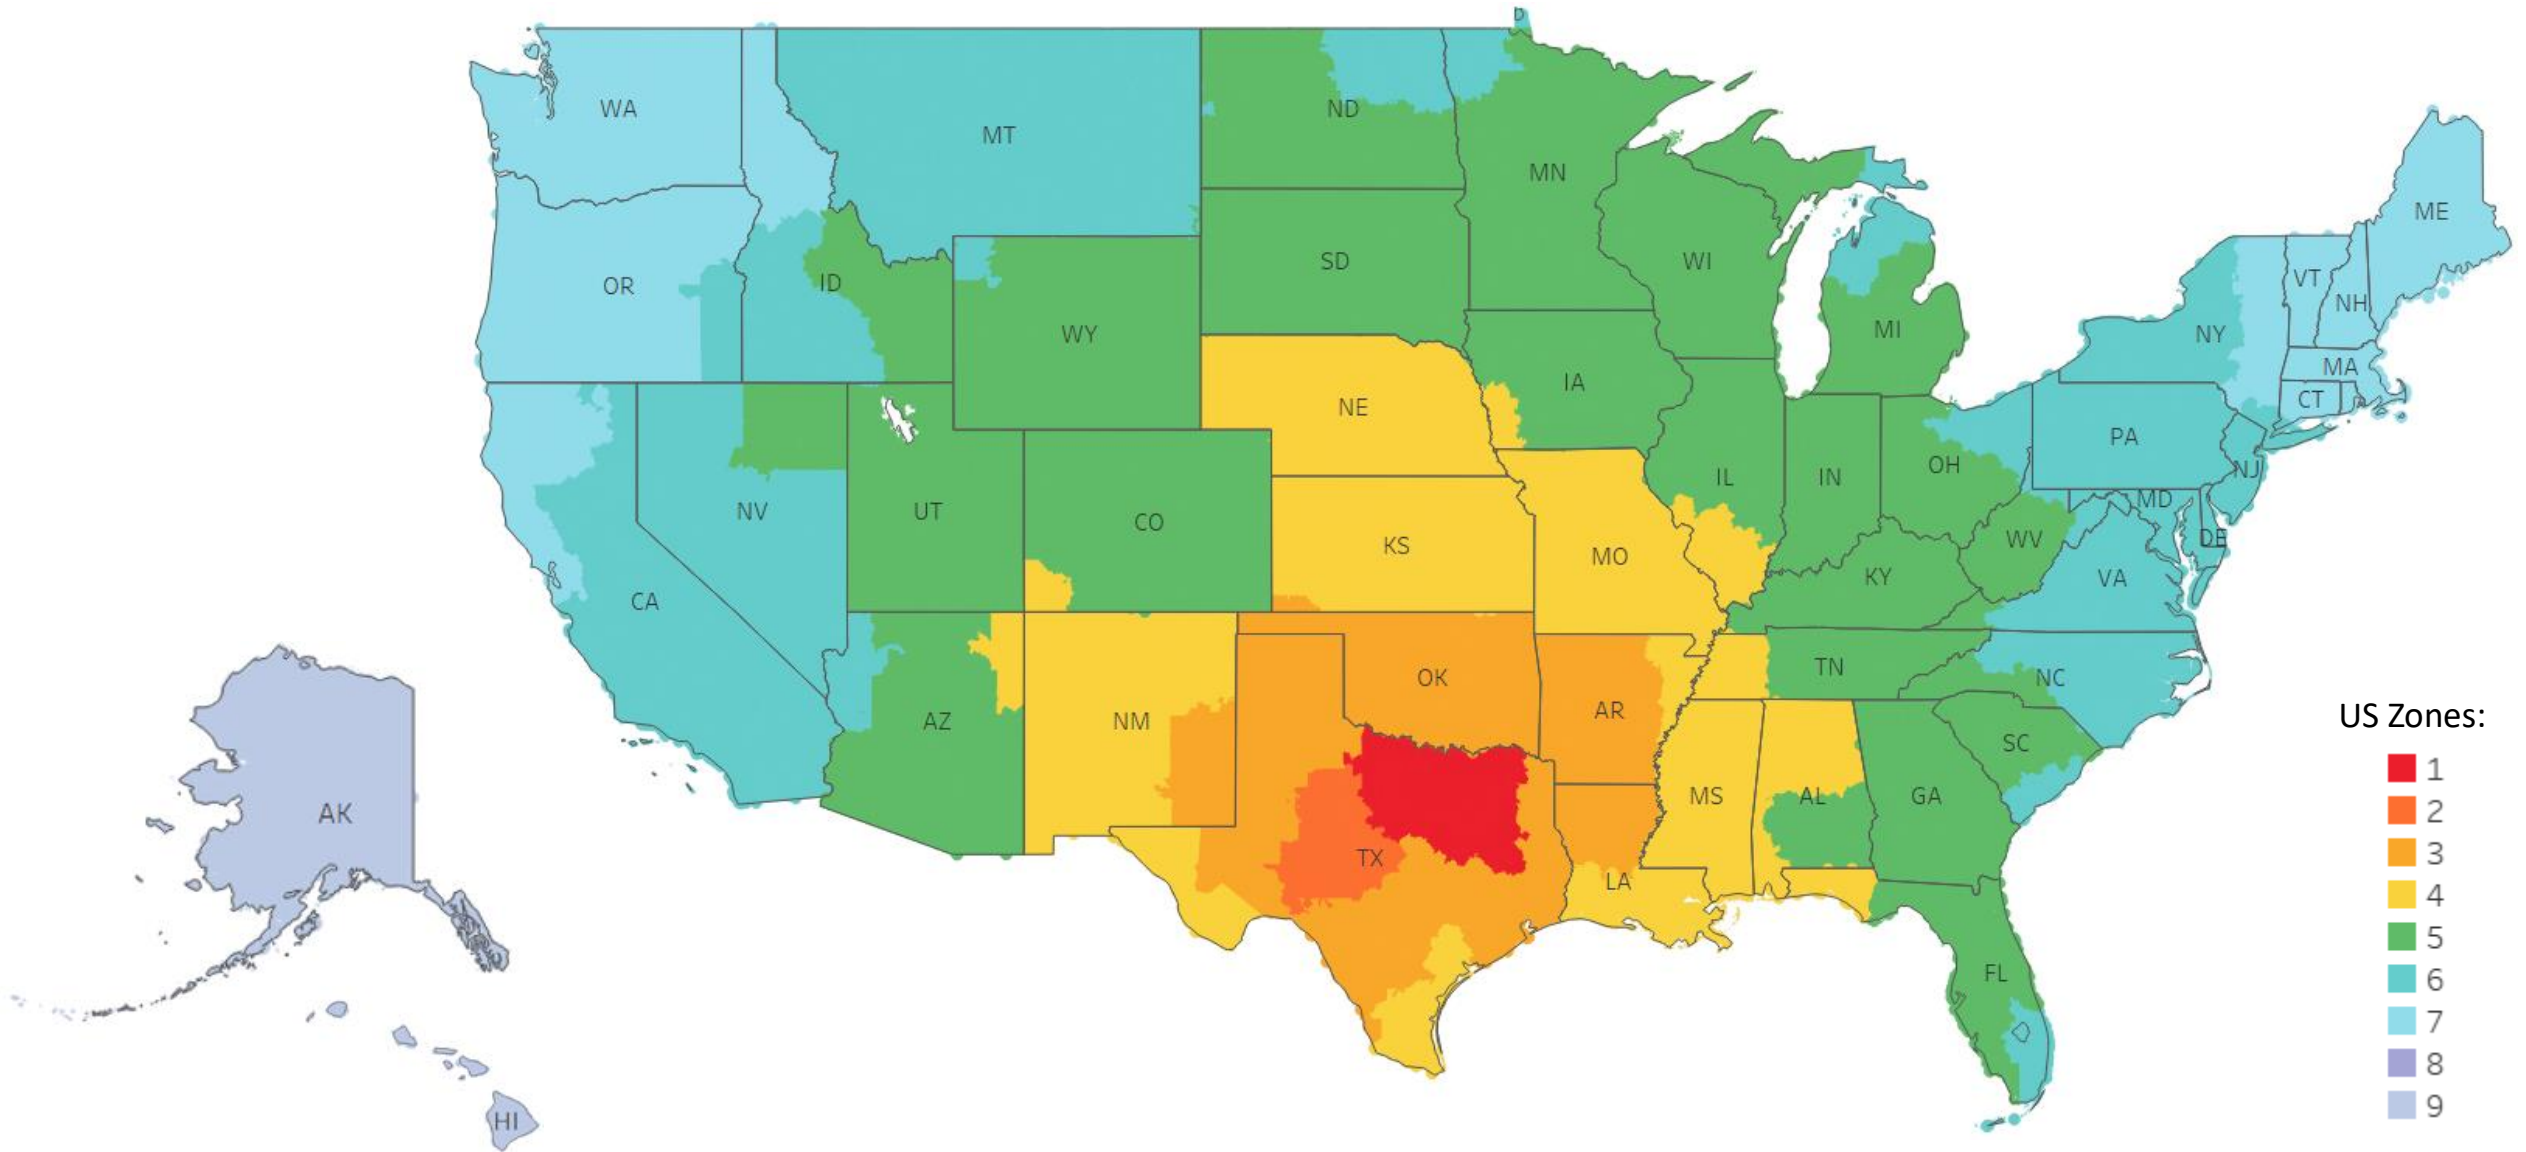 D
WA
MT
ND
MN
ME
OR
ID
SD
WI
VT
NH
WY
MI
NY
MA
IA
CT
NE
PA
NV
UT
CO
IL
IN
OH
NJ
MD
KS
MO
WV
DE
CA
KY
VA
OK
TN
NC
AZ
NM
AR
SC
AK
MS
AL
GA
TX
LA
FL
HI
US Zones:
1
2
3
4
5
6
7
8
9